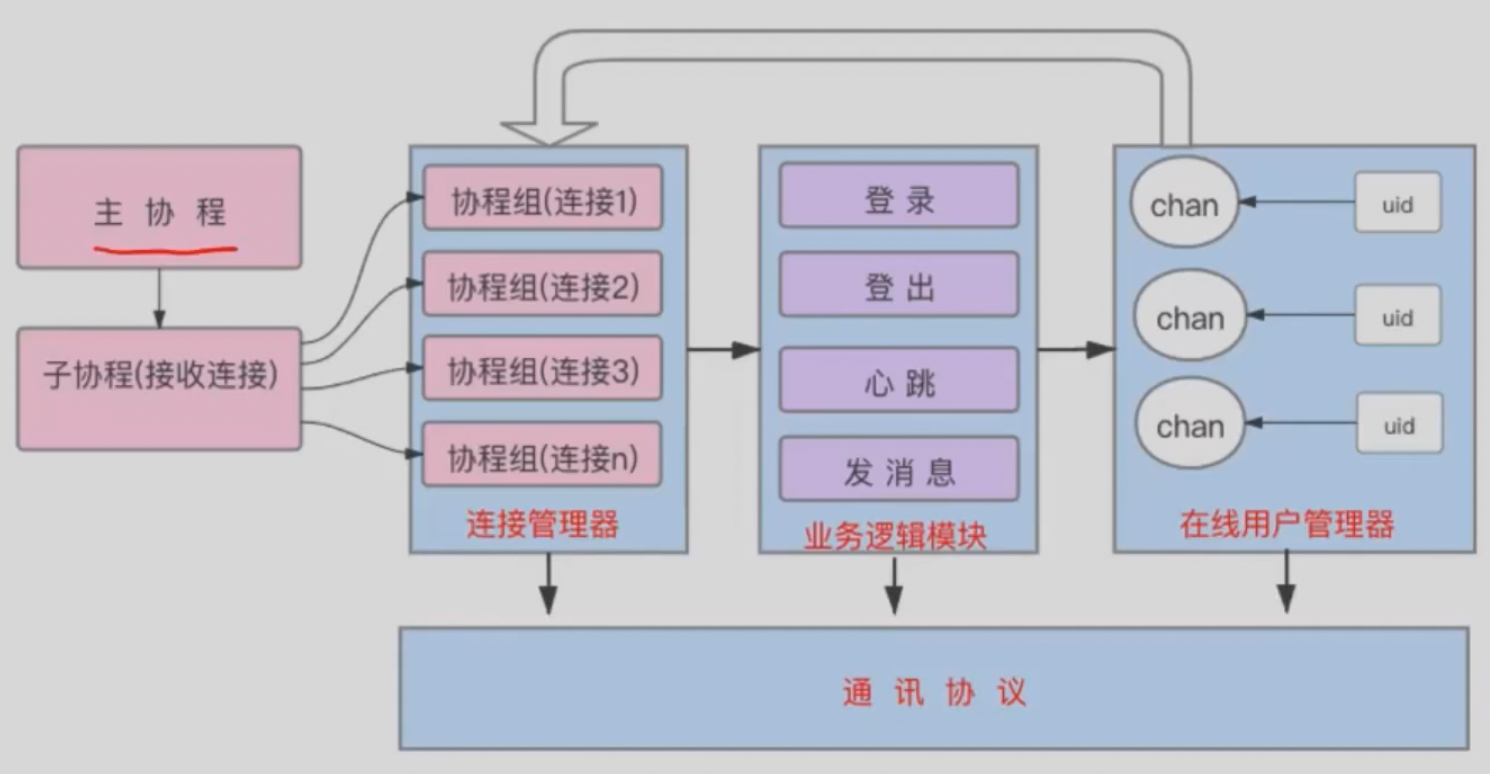 主 协 程
子协程(接收连接)
协程组(连接1)
协程组(连接2)
协程组(连接3)
协程组(连接n)
连接管理器
登 录
登 出
心 跳
发 消 息
业务逻辑模块
chan
uid
chan
uid
chan
uid
在线用户管理器
通 讯 协 议